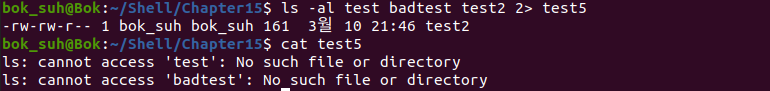 bok_suh@Bok:~/Shell/Chapter15$ ls -al test badtest test2 2> test5
-rw-rw-r-- 1 bok_suh bok_suh 161  3월 10 21:46 test2
bok_suh@Bok:~/Shell/Chapter15$ cat test5
ls: cannot access 'test': No such file or directory
ls: cannot access 'badtest': No such file or directory